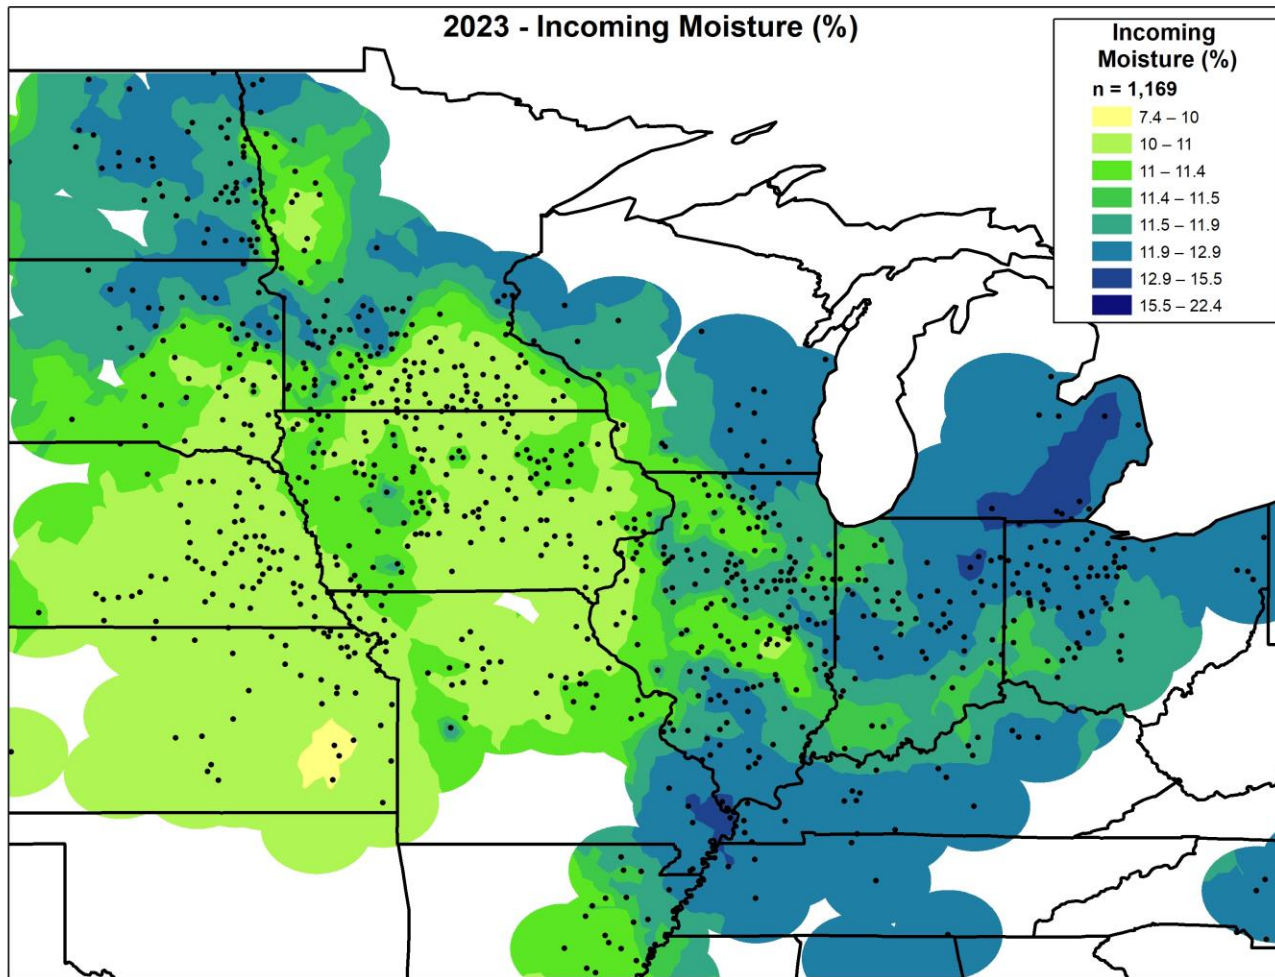 2023 - Incoming Moisture (%)
Incoming
Moisture (%)
n = 1,169
7.4 – 10
10 – 11
11 – 11.4
11.4 – 11.5
11.5 – 11.9
11.9 – 12.9
12.9 – 15.5
15.5 – 22.4